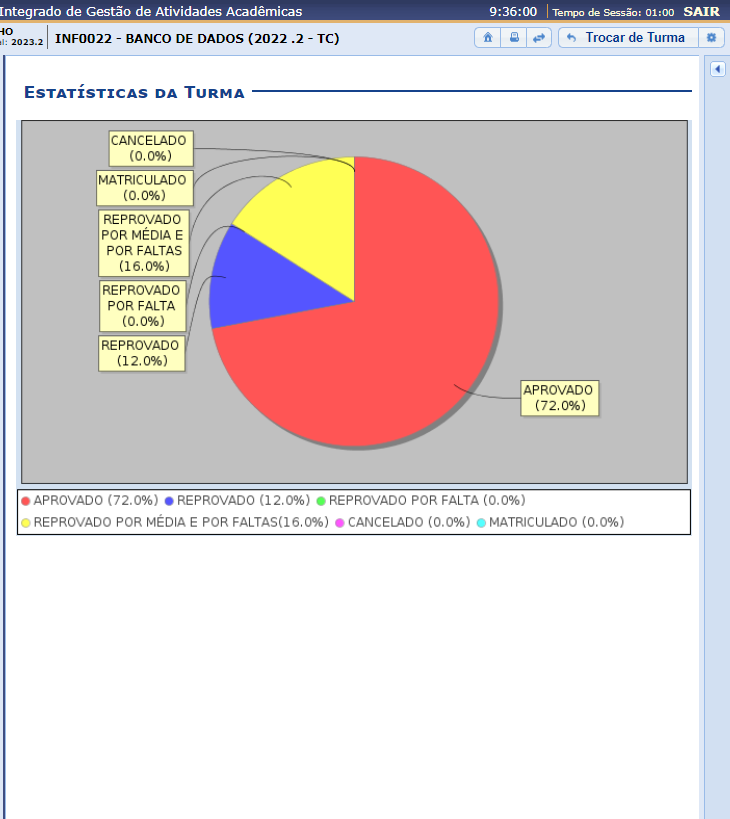 Integrado de Gestão de Atividades Acadêmicas 9:36:00 Tempo de Sessão: 01:00 SAIR
HO
el: 2023.2
INF0022 - BANCO DE DADOS (2022 .2 - TC)
Trocar de Turma
ESTATÍSTICAS DA TURMA
CANCELADO
(0.0%)
MATRICULADO
(0.0%)
REPROVADO
POR MÉDIA E
POR FALTAS
(16.0%)
REPROVADO
POR FALTA
(0.0%)
REPROVADO
(12.0%)
APROVADO
(72.0%)
APROVADO (72.0%) REPROVADO (12.0%) REPROVADO POR FALTA (0.0%)
REPROVADO POR MÉDIA E POR FALTAS(16.0%) CANCELADO (0.0%) MATRICULADO (0.0%)